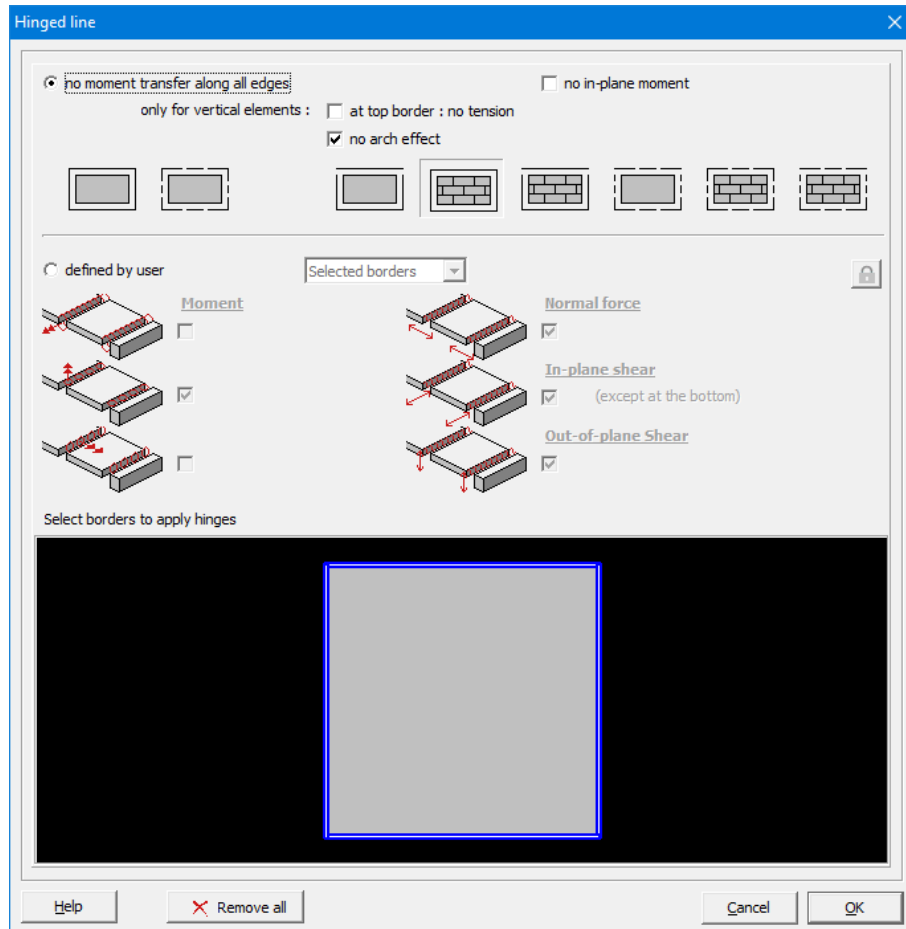 Hinged line
no moment transfer along all edges
no in-plane moment
only for vertical elements :
at top border : no tension
no arch effect
defined by user
Selected borders
Moment
Normal force
In-plane shear
(except at the bottom)
Out-of-plane Shear
Select borders to apply hinges
Help
Remove all
Cancel
OK